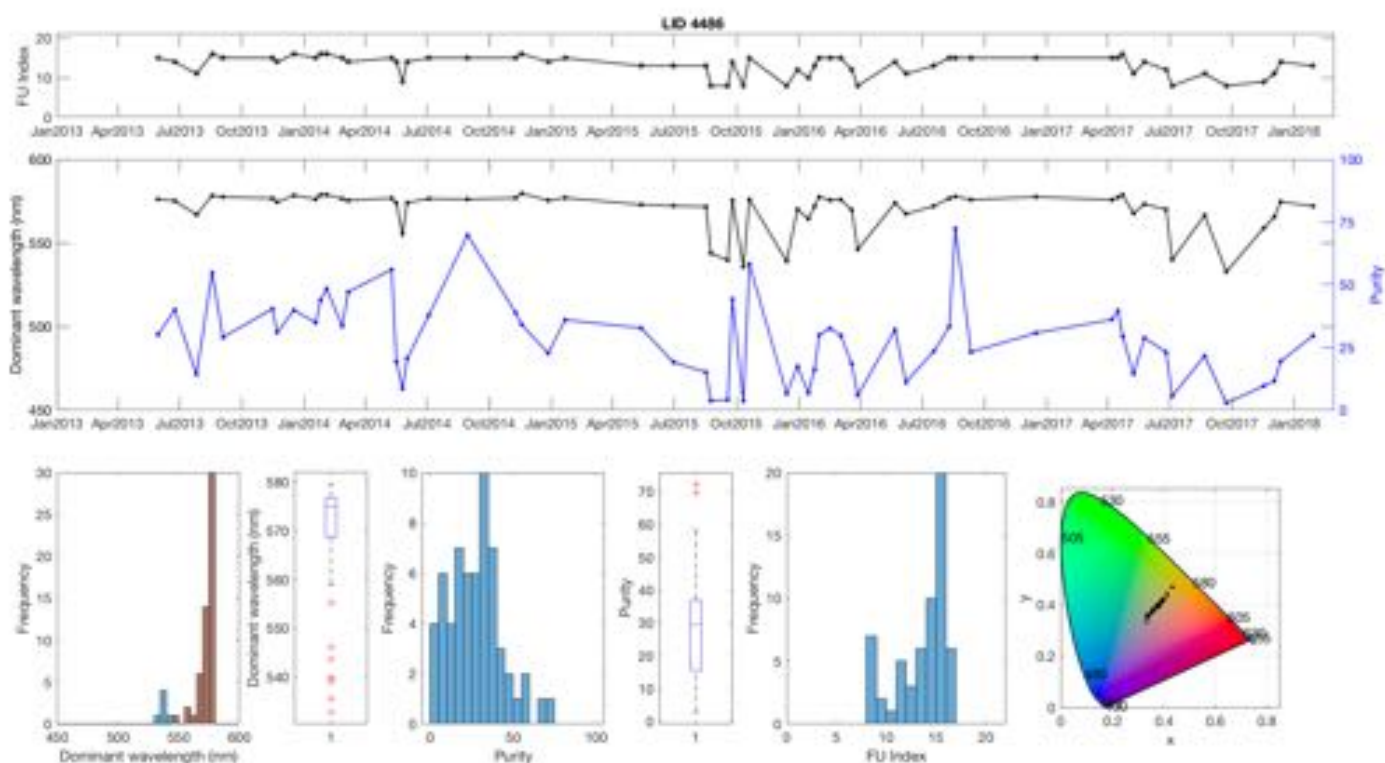 LID 4486
FU Index
20
10
0
Jan2013 Apr2013 Jul2013 Oct2013 Jan2014 Apr2014 Jul2014 Oct2014 Jan2015 Apr2015 Jul2015 Oct2015 Jan2016 Apr2016 Jul2016 Oct2016 Jan2017 Apr2017 Jul2017 Oct2017 Jan2018
Dominant wavelength (nm)
600
550
500
450
100
75
50
25
0
Purity
Jan2013 Apr2013 Jul2013 Oct2013 Jan2014 Apr2014 Jul2014 Oct2014 Jan2015 Apr2015 Jul2015 Oct2015 Jan2016 Apr2016 Jul2016 Oct2016 Jan2017 Apr2017 Jul2017 Oct2017 Jan2018
Frequency
30
25
20
15
10
5
0
450 500 550 600
Dominant wavelength (nm)
Dominant wavelength (nm)
580
570
560
550
540
1
Frequency
10
8
6
4
2
0
0 50 100
Purity
Purity
70
60
50
40
30
20
10
0
1
Frequency
20
15
10
5
0
0 5 10 15 20
FU Index
y
0.8
0.6
0.4
0.2
0
530
505
555
580
0 0.2 0.4 0.6 0.8
x